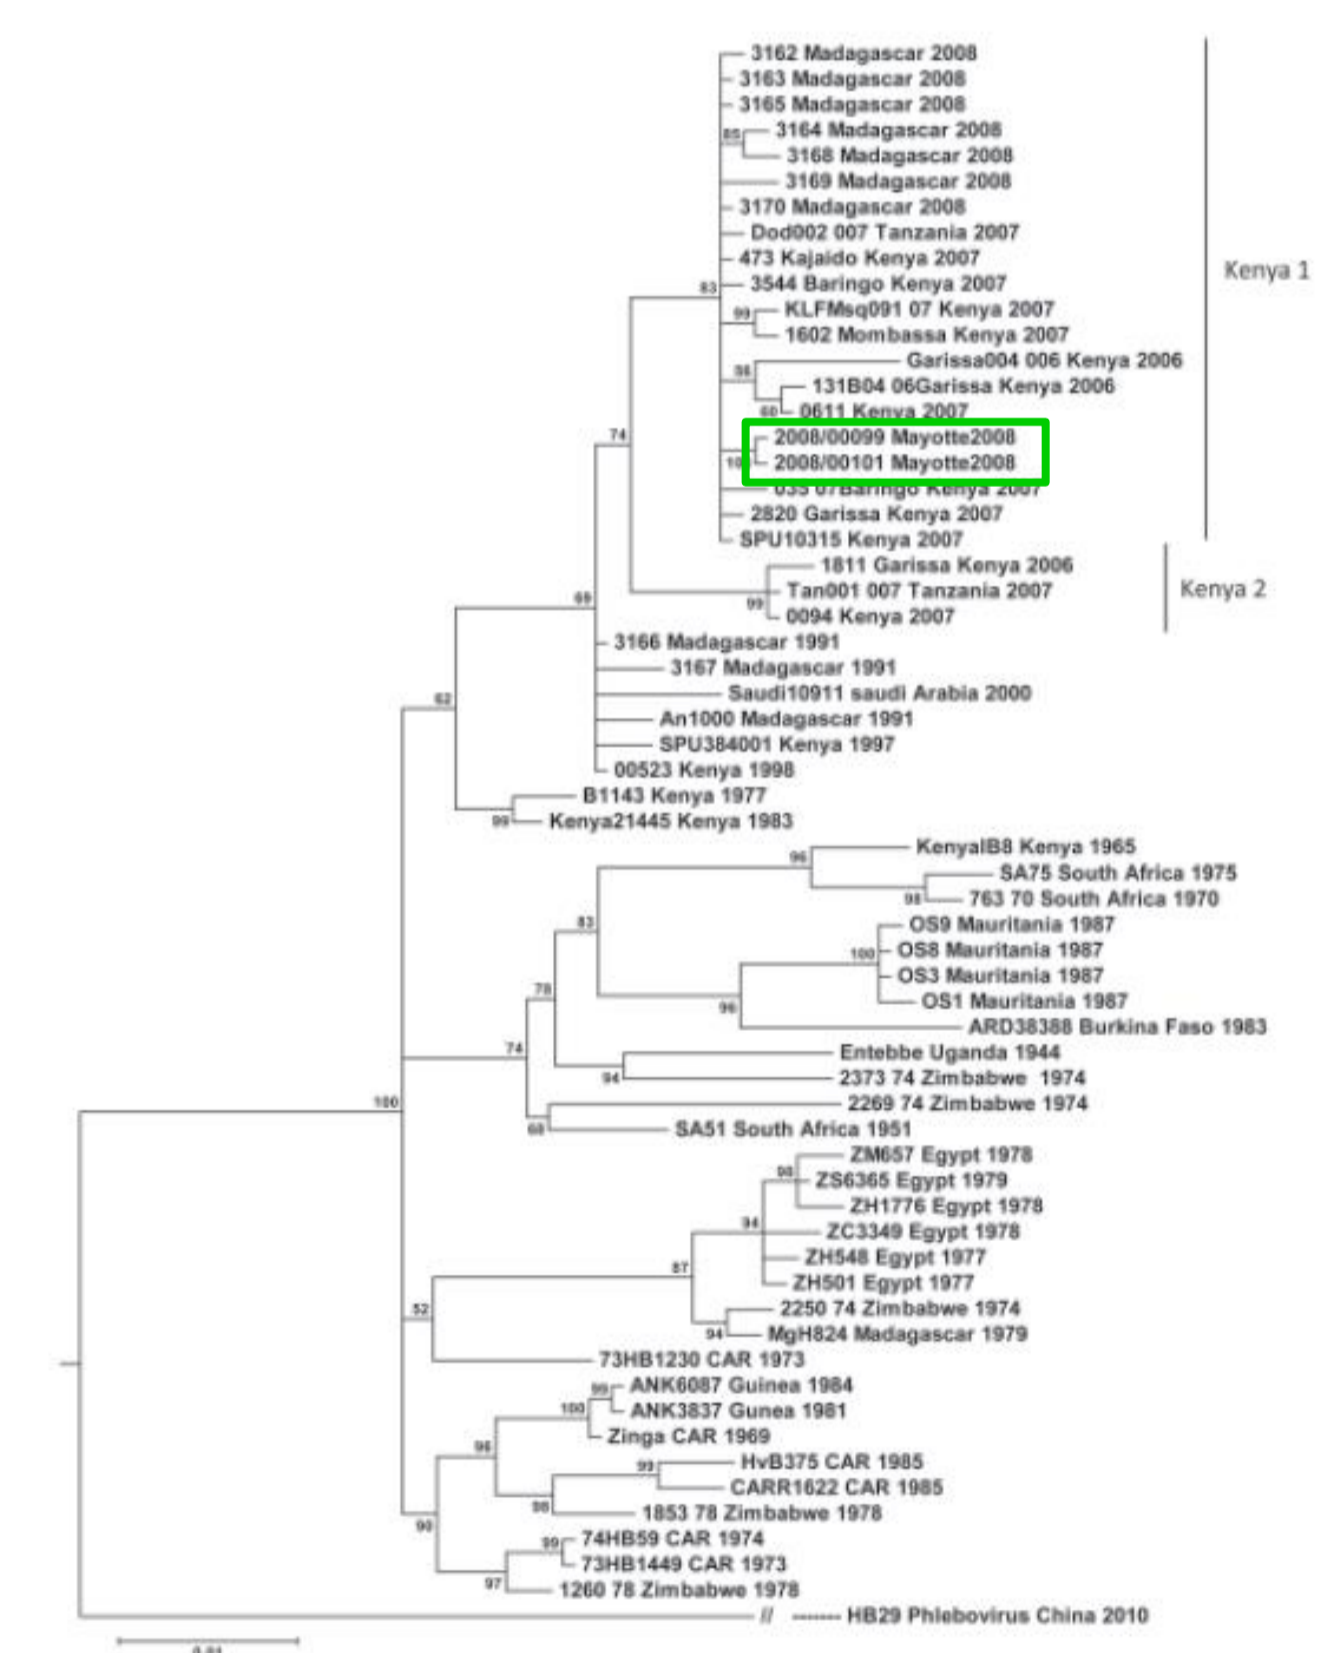 3162 Madagascar 2008
3163 Madagascar 2008
3165 Madagascar 2008
85
3164 Madagascar 2008
3168 Madagascar 2008
3169 Madagascar 2008
3170 Madagascar 2008
Dod002 007 Tanzania 2007
473 Kajaido Kenya 2007
Kenya 1
83
3544 Baringo Kenya 2007
99
KLFMsq091 07 Kenya 2007
1602 Mombassa Kenya 2007
Garissa004 006 Kenya 2006
131B04 06Garissa Kenya 2006
60
0611 Kenya 2007
74
2008/00099 Mayotte2008
2008/00101 Mayotte2008
035 07Baringo Kenya 2007
2820 Garissa Kenya 2007
SPU10315 Kenya 2007
1811 Garissa Kenya 2006
Tan001 007 Tanzania 2007
Kenya 2
99
0094 Kenya 2007
69
3166 Madagascar 1991
3167 Madagascar 1991
Saudi10911 saudi Arabia 2000
62
An1000 Madagascar 1991
SPU384001 Kenya 1997
00523 Kenya 1998
B1143 Kenya 1977
99
Kenya21445 Kenya 1983
KenyaIB8 Kenya 1965
96
SA75 South Africa 1975
98
763 70 South Africa 1970
83
OS9 Mauritania 1987
100
OS8 Mauritania 1987
OS3 Mauritania 1987
78
96
OS1 Mauritania 1987
ARD38388 Burkina Faso 1983
74
Entebbe Uganda 1944
94
2373 74 Zimbabwe 1974
100
2269 74 Zimbabwe 1974
68
SA51 South Africa 1951
ZM657 Egypt 1978
98
ZS6365 Egypt 1979
ZH1776 Egypt 1978
94
ZC3349 Egypt 1978
ZH548 Egypt 1977
87
ZH501 Egypt 1977
52
2250 74 Zimbabwe 1974
94
MgH824 Madagascar 1979
73HB1230 CAR 1973
99
ANK6087 Guinea 1984
100
ANK3837 Gunea 1981
Zinga CAR 1969
96
HvB375 CAR 1985
99
CARR1622 CAR 1985
98
1853 78 Zimbabwe 1978
90
74HB59 CAR 1974
99
73HB1449 CAR 1973
97
1260 78 Zimbabwe 1978
// ------- HB29 Phlebovirus China 2010